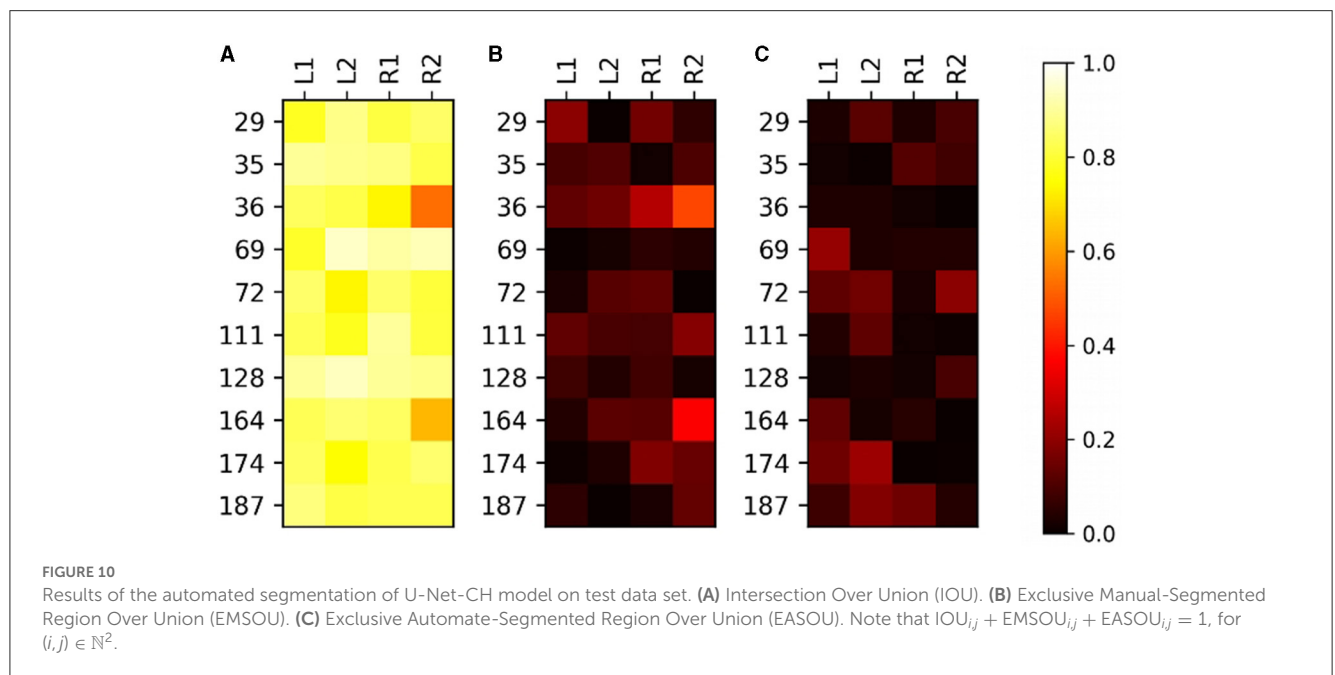 A B C
L1 L2 R1 R2 L1 L2 R1 R2 L1 L2 R1 R2
29 29 29
35 35 35
36 36 36
69 69 69
72 72 72
111 111 111
128 128 128
164 164 164
174 174 174
187 187 187
1.0
0.8
0.6
0.4
0.2
0.0
FIGURE 10
Results of the automated segmentation of U-Net-CH model on test data set. (A) Intersection Over Union (IOU). (B) Exclusive Manual-Segmented
Region Over Union (EMSOU). (C) Exclusive Automate-Segmented Region Over Union (EASOU). Note that IOUi,j + EMSOUi,j + EASOUi,j = 1, for
(i, j) ∈ ℕ².